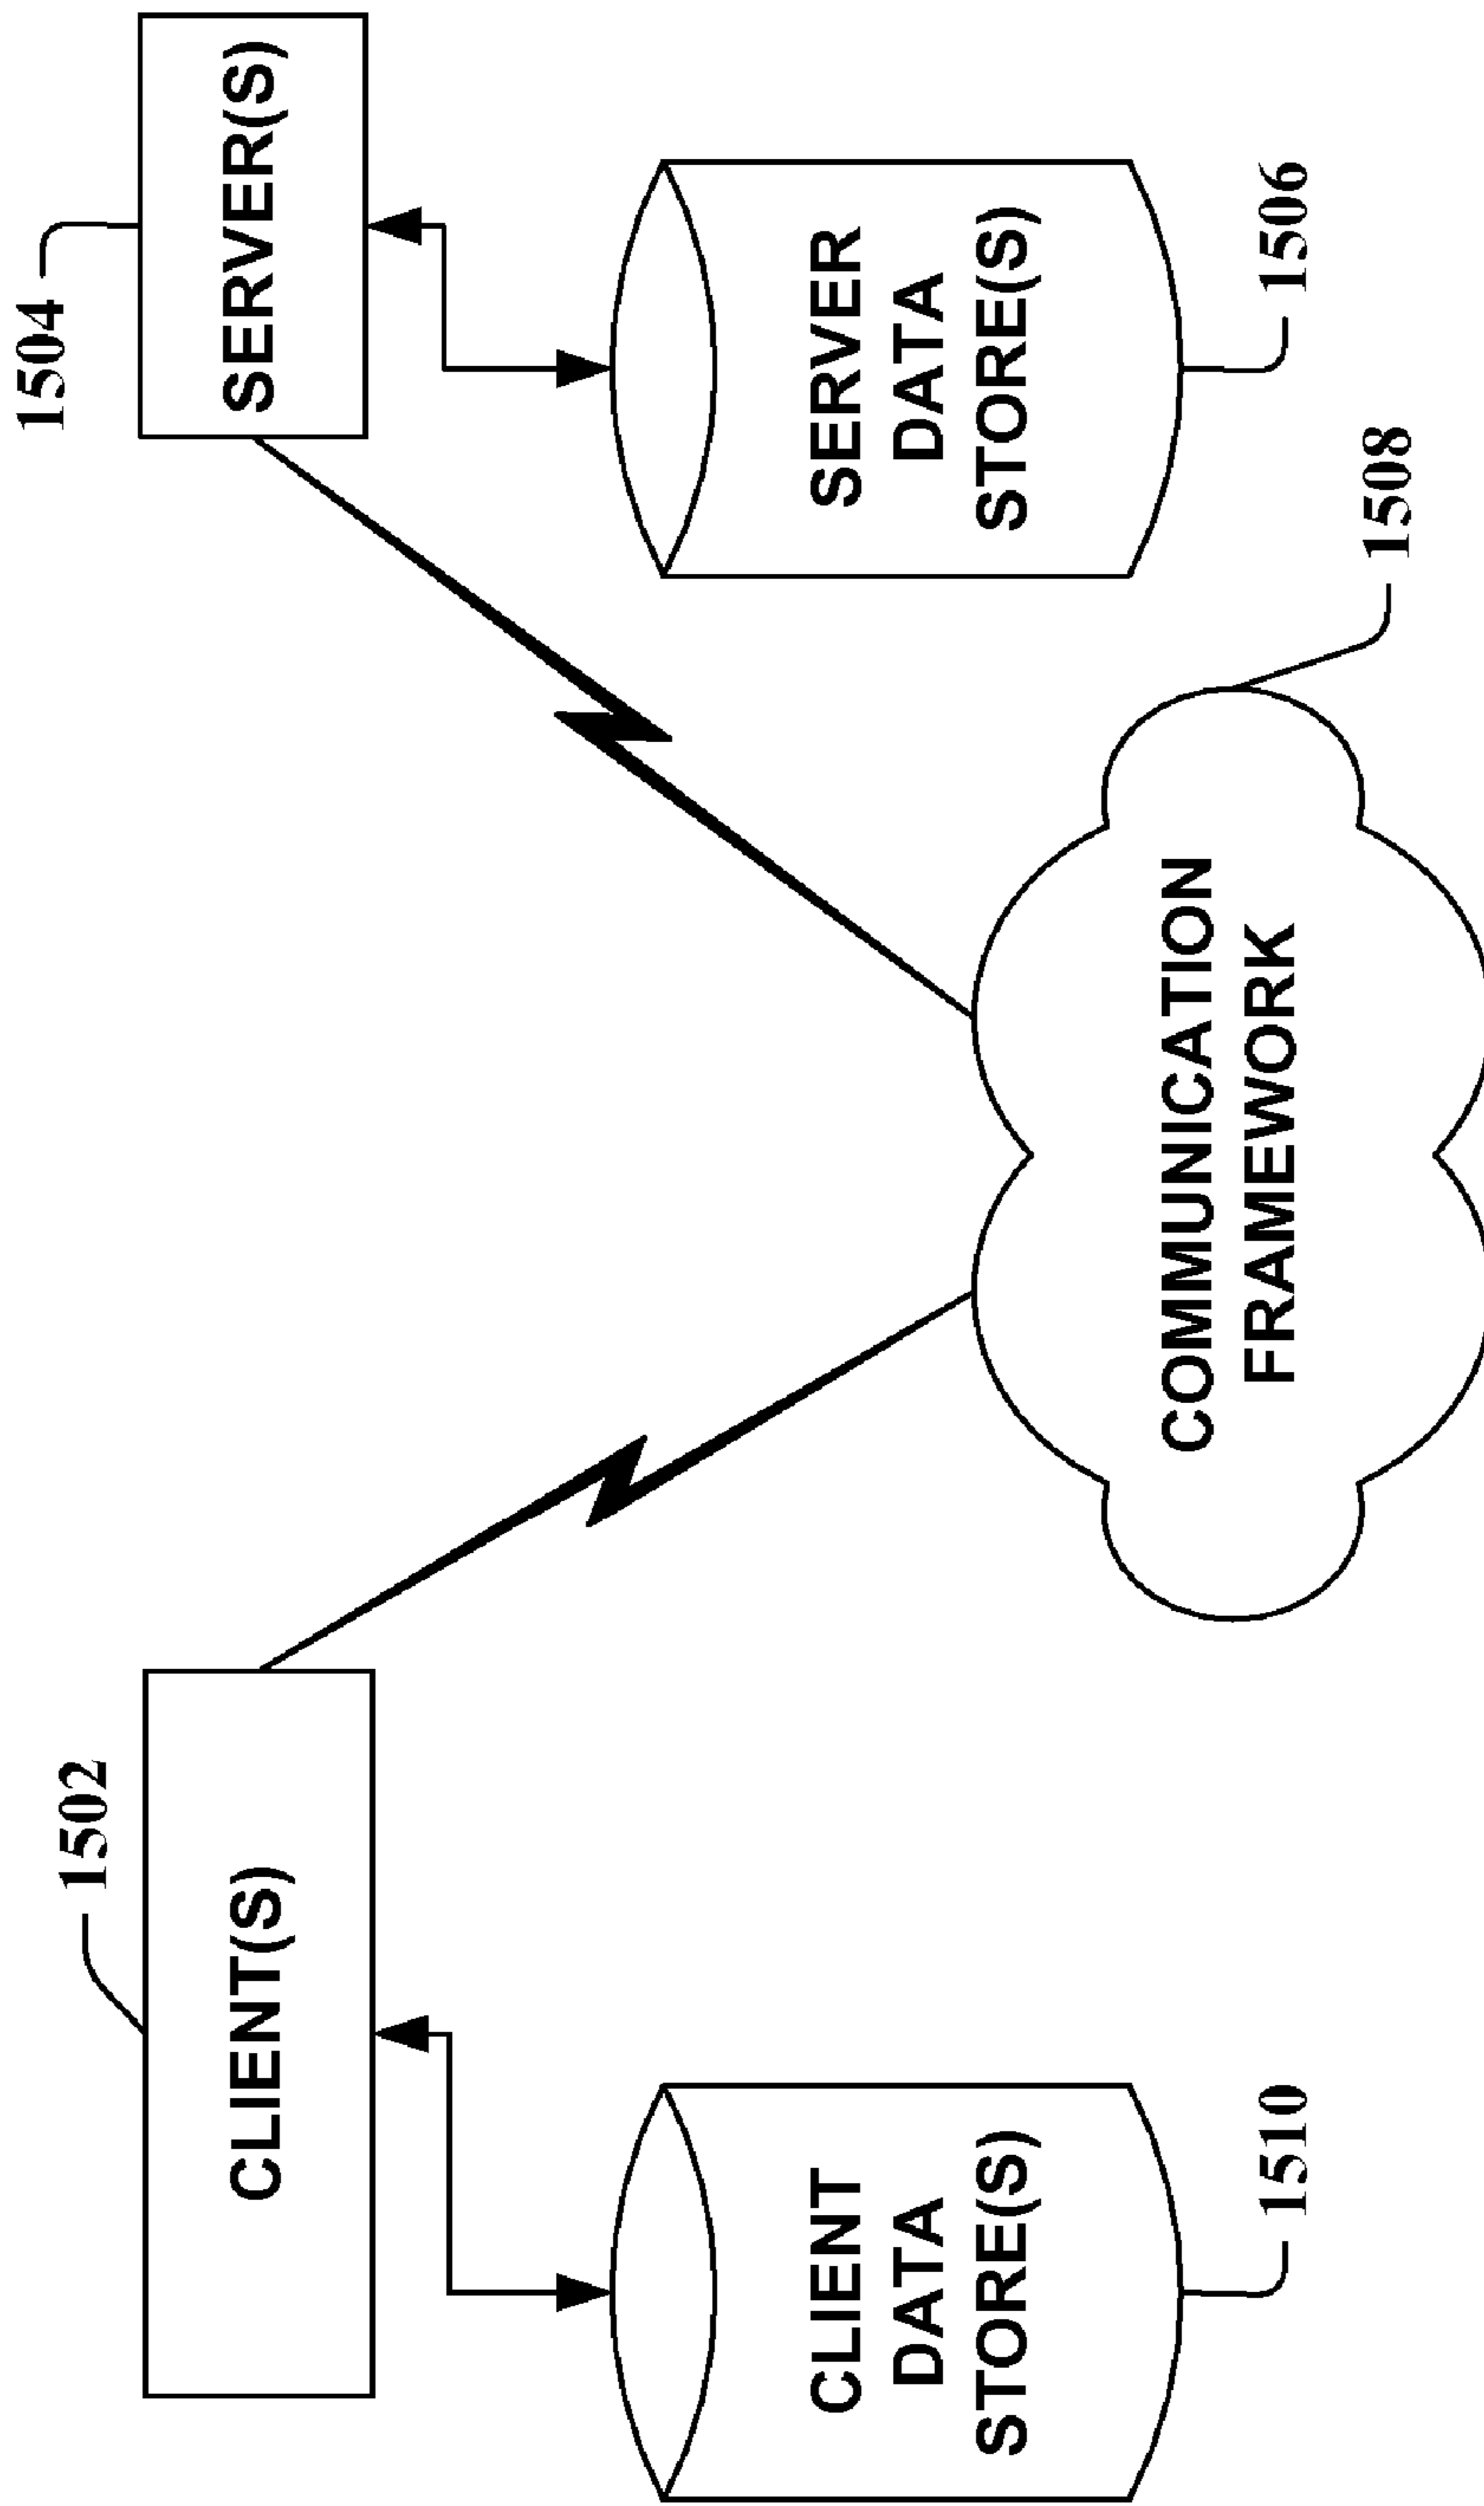 1502
1504
CLIENT(S)
SERVER(S)
CLIENT
DATA
STORE(S)
SERVER
DATA
STORE(S)
COMMUNICATION
FRAMEWORK
1510
1506
1508